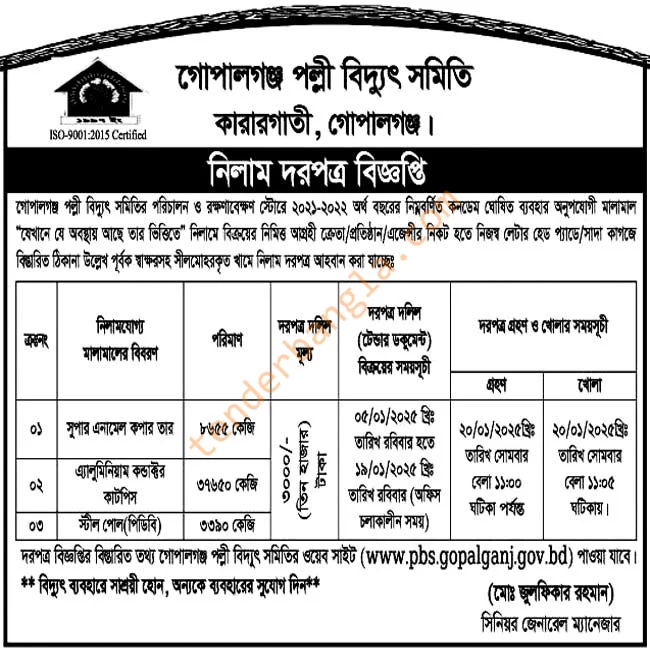 গোপালগঞ্জ পল্লী বিদ্যুৎ সমিতি
কারারগাতী, গোপালগঞ্জ।
১৯৯৭ ইং
ISO-9001:2015 Certified
নিলাম দরপত্র বিজ্ঞপ্তি
গোপালগঞ্জ পল্লী বিদ্যুৎ সমিতির পরিচালন ও রক্ষণাবেক্ষণ স্টোরে ২০২১-২০২২ অর্থ বছরের নিম্নবর্ণিত কনডেম ঘোষিত ব্যবহার অনুপযোগী মালামাল
“যেখানে যে অবস্থায় আছে তার ভিত্তিতে” নিলামে বিক্রয়ের নিমিত্ত আগ্রহী ক্রেতা/প্রতিষ্ঠান/এজেন্সীর নিকট হতে নিজস্ব লেটার হেড প্যাডে/সাদা কাগজে
বিস্তারিত ঠিকানা উল্লেখ পূর্বক স্বাক্ষরসহ সীলমোহরকৃত খামে নিলাম দরপত্র আহবান করা যাচ্ছেঃ
ক্রঃনং
নিলামযোগ্য
মালামালের বিবরণ
পরিমাণ
দরপত্র দলিল
মূল্য
দরপত্র দলিল
(টেন্ডার ডকুমেন্ট)
বিক্রয়ের সময়সূচী
দরপত্র গ্রহণ ও খোলার সময়সূচী
গ্রহণ
খোলা
০১
সুপার এনামেল কপার তার
৮৬৫৫ কেজি
০২
এ্যালুমিনিয়াম কন্ডাক্টর
কাটপিস
৩৭৬৫০ কেজি
০৩
স্টীল পোল(পিডিবি)
৩৩৯০ কেজি
৩০০০/-
(তিন হাজার)
টাকা
০৫/০১/২০২৫ খ্রিঃ
তারিখ রবিবার হতে
১৯/০১/২০২৫ খ্রিঃ
তারিখ রবিবার (অফিস
চলাকালীন সময়)
২০/০১/২০২৫খ্রিঃ
তারিখ সোমবার
বেলা ১১:০০
ঘটিকা পর্যন্ত
২০/০১/২০২৫খ্রিঃ
তারিখ সোমবার
বেলা ১১:০৫
ঘটিকায়।
দরপত্র বিজ্ঞপ্তির বিস্তারিত তথ্য গোপালগঞ্জ পল্লী বিদ্যুৎ সমিতির ওয়েব সাইট (www.pbs.gopalganj.gov.bd) পাওয়া যাবে।
** বিদ্যুৎ ব্যবহারে সাশ্রয়ী হোন, অন্যকে ব্যবহারের সুযোগ দিন**
(মোঃ জুলফিকার রহমান)
সিনিয়র জেনারেল ম্যানেজার
tenderbangla.com